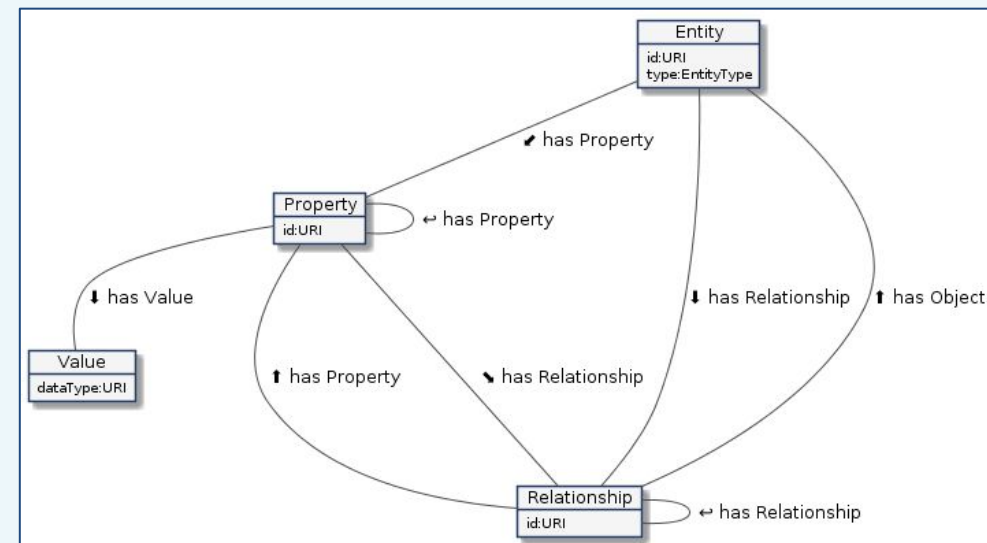 Entity
id:URI
type:EntityType
⬋ has Property
Property
id:URI
↩ has Property
⬇ has Value
⬇ has Relationship
⬆ has Object
Value
dataType:URI
⬆ has Property
⬊ has Relationship
Relationship
id:URI
↩ has Relationship